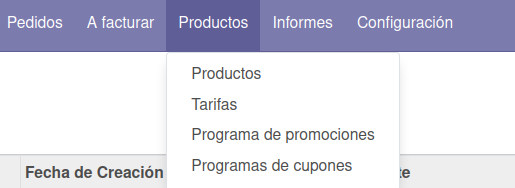 Pedidos A facturar Productos Informes Configuración
Productos
Tarifas
Programa de promociones
Fecha de Creación
Programas de cupones